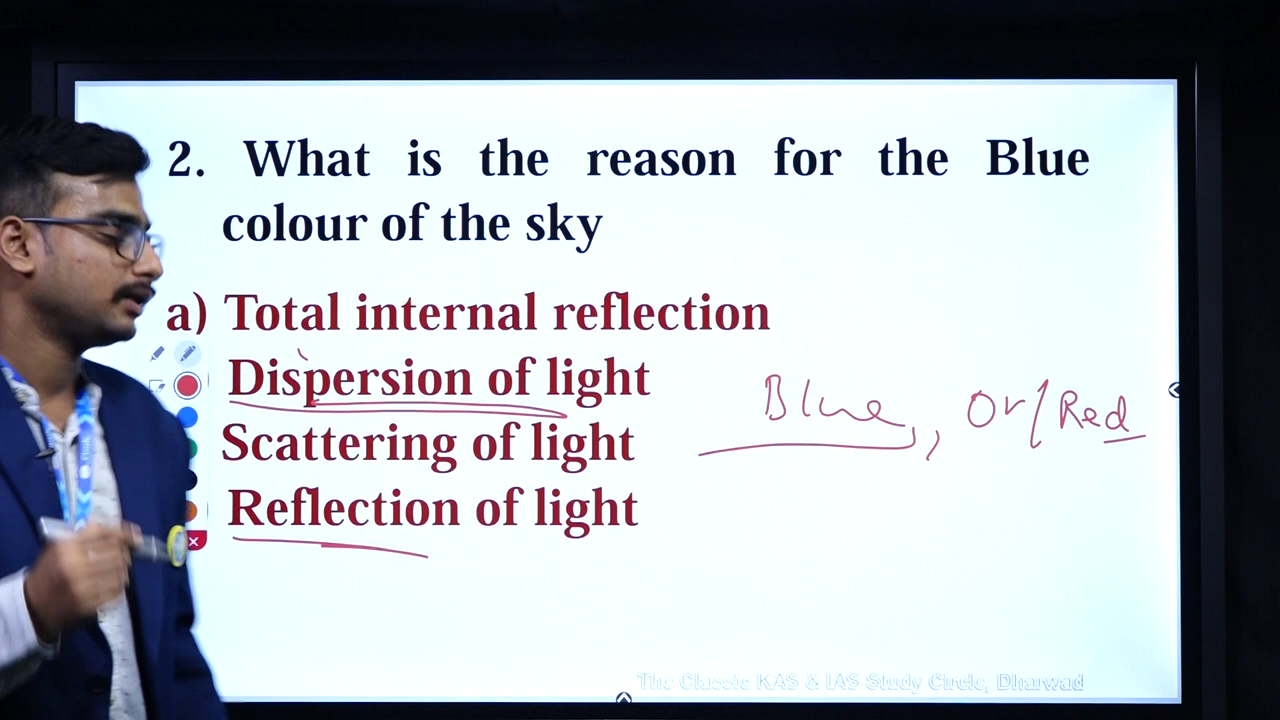 2. What is the reason for the Blue
colour of the sky
a) Total internal reflection
Dispersion of light
Scattering of light
Reflection of light
Blue, Or/Red
The Classic KAS & IAS Study Circle, Dharwad